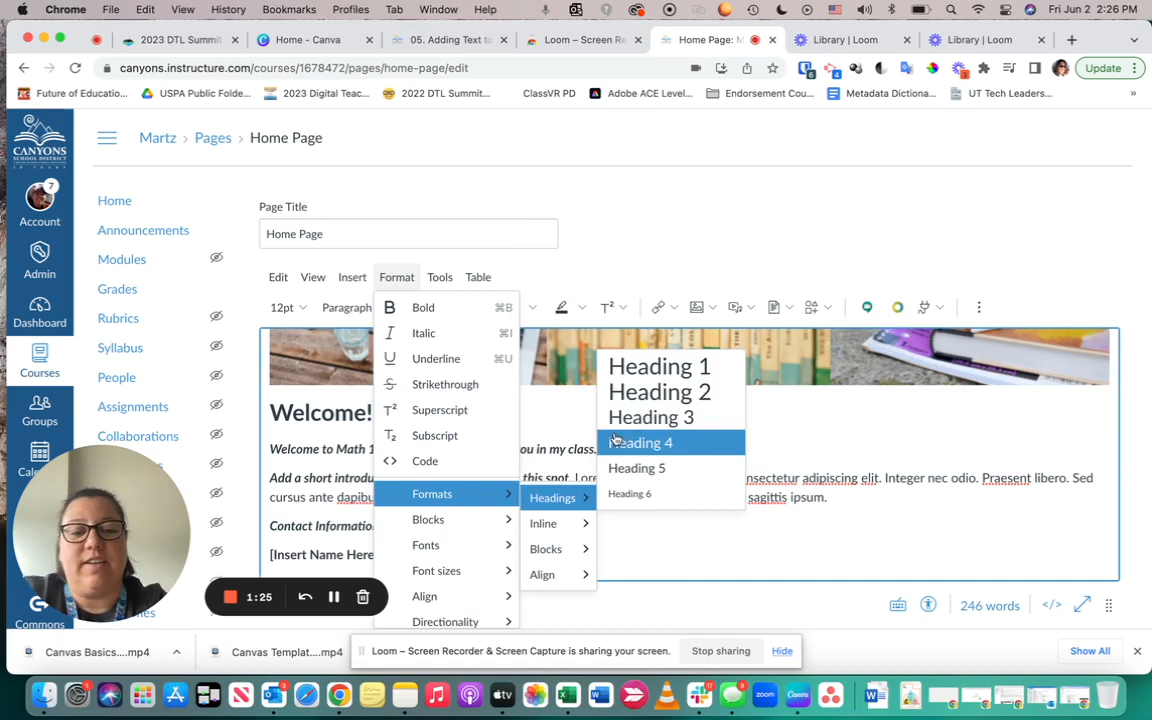 Chrome File Edit View History Bookmarks Profiles Tab Window Help Fri Jun 2 2:26 PM
2023 DTL Summit Home - Canva 05. Adding Text to Loom – Screen Re Home Page: M Library | Loom Library | Loom
canyons.instructure.com/courses/1678472/pages/home-page/edit 6 4 3 Update
Future of Educatio... USPA Public Folde... 2023 Digital Teac... 2022 DTL Summit... ClassVR PD Adobe ACE Level... Endorsement Cou... Metadata Dictiona... UT Tech Leaders... »
CANYONS
SCHOOL DISTRICT
Martz > Pages > Home Page
7
Account
Admin
Dashboard
Courses
Groups
Commons
Home
Announcements
Modules
Grades
Rubrics
Syllabus
People
Assignments
Collaborations
Page Title
Home Page
Edit View Insert Format Tools Table
12pt Paragraph T²
B Bold ⌘B
I Italic ⌘I
U Underline ⌘U
S Strikethrough
T² Superscript
T₂ Subscript
<> Code
Formats
Blocks
Fonts
Font sizes
Align
Directionality
Headings
Inline
Blocks
Align
Heading 1
Heading 2
Heading 3
Heading 4
Heading 5
Heading 6
Welcome!
Welcome to Math 1 ou in my class.
Add a short introdu this spot. Lore nsectetur adipiscing elit. Integer nec odio. Praesent libero. Sed
cursus ante dapibu sagittis ipsum.
Contact Informatio
[Insert Name Here
1:25
246 words </>
Canvas Basics....mp4 Canvas Templat....mp4 Loom – Screen Recorder & Screen Capture is sharing your screen. Stop sharing Hide Show All